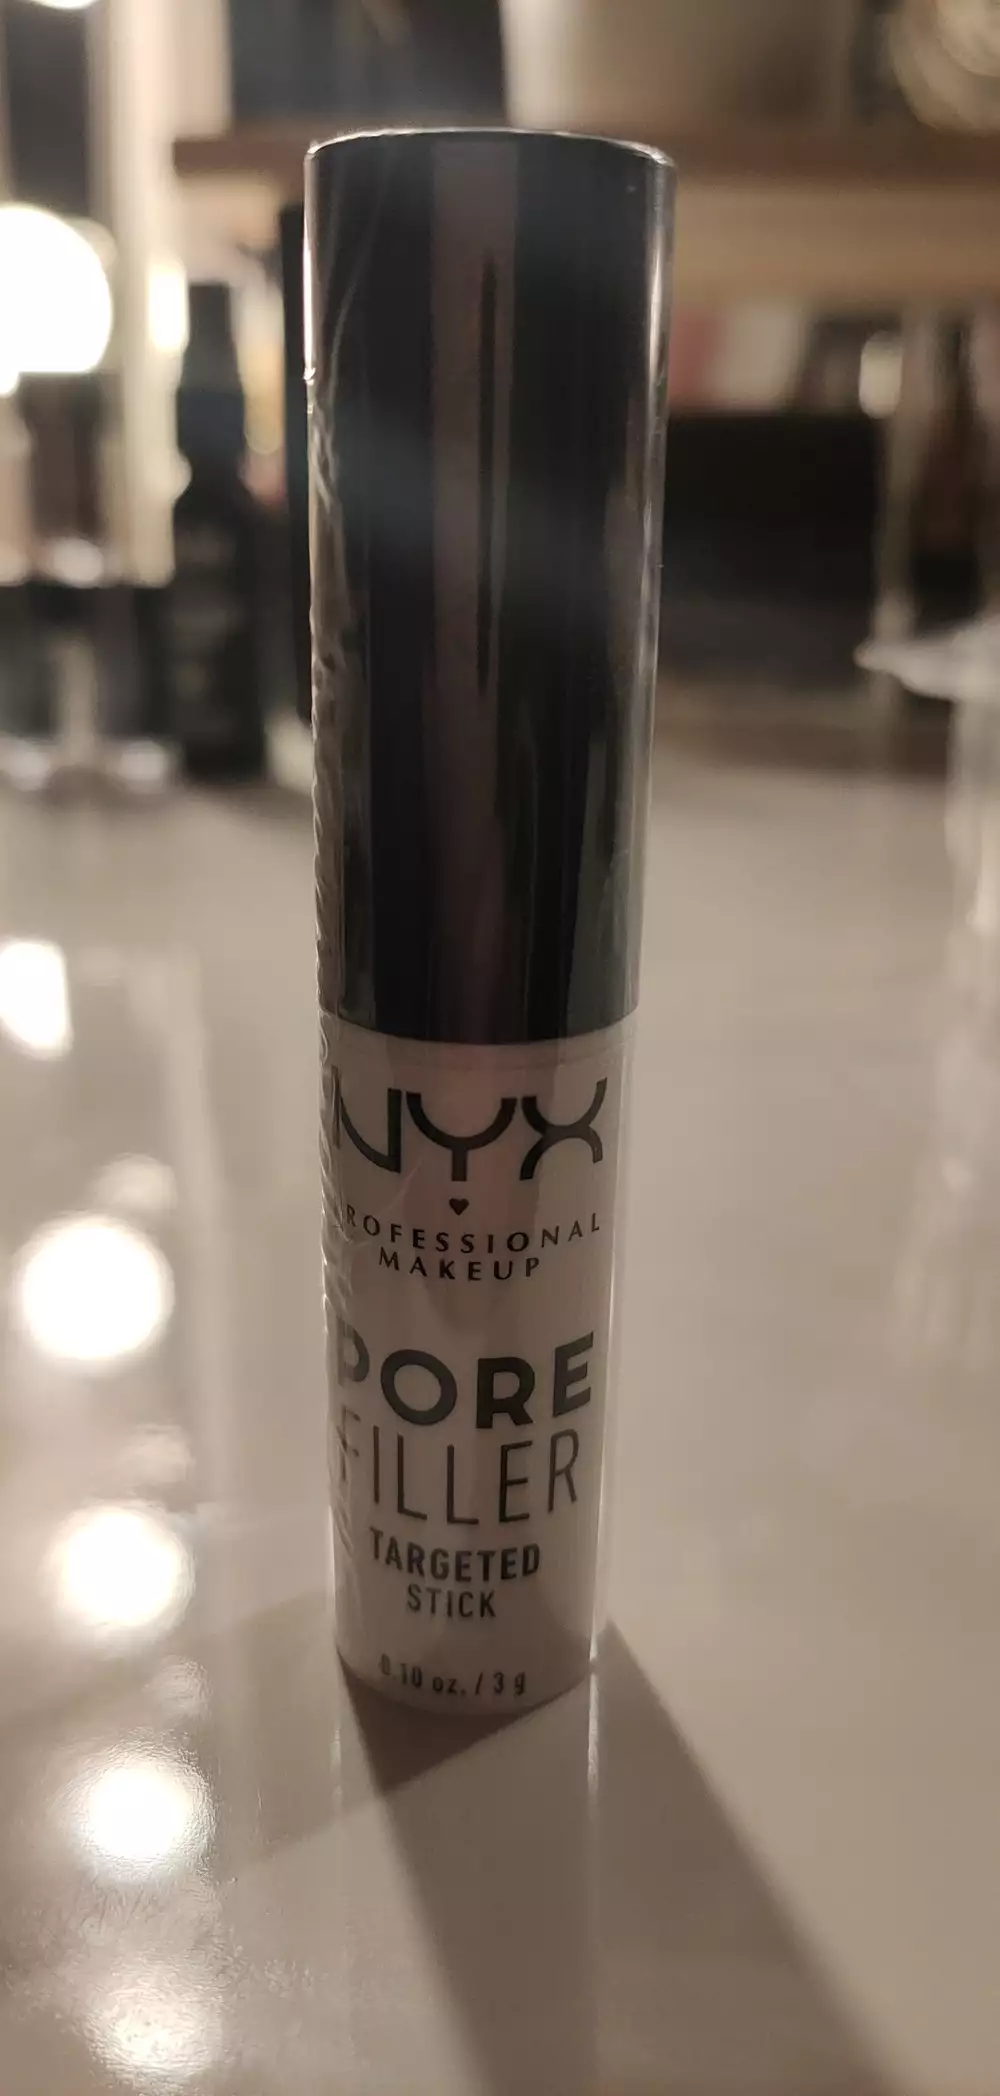 NYX
PROFESSIONAL
MAKEUP
PORE
FILLER
TARGETED
STICK
0.10 oz. / 3 g